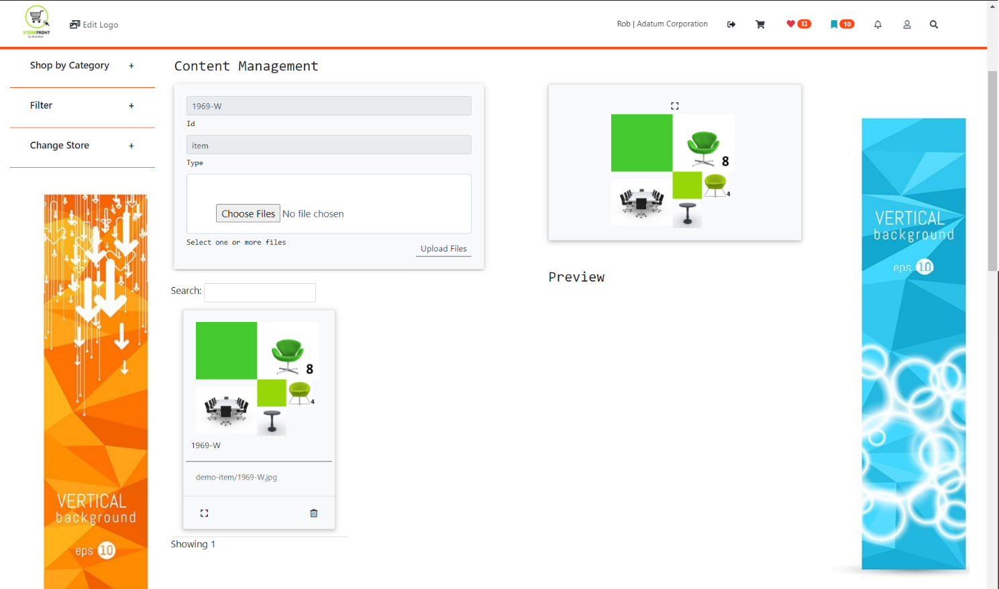 STOREFRONT
Edit Logo
Rob | Adatum Corporation
12
10
Shop by Category +
Filter +
Change Store +
Content Management
1969-W
Id
item
Type
Choose Files No file chosen
Select one or more files
Upload Files
8
4
Preview
Search:
8
4
1969-W
demo-item/1969-W.jpg
Showing 1
VERTICAL
background
eps 10
VERTICAL
background
eps 10